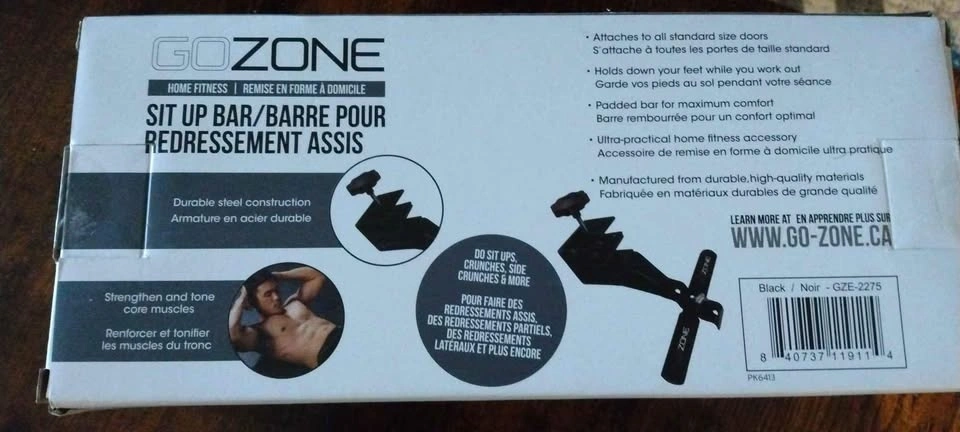 GOZONE
HOME FITNESS | REMISE EN FORME À DOMICILE
SIT UP BAR/BARRE POUR
REDRESSEMENT ASSIS
Durable steel construction
Armature en acier durable
Strengthen and tone
core muscles
Renforcer et tonifier
les muscles du tronc
DO SIT UPS,
CRUNCHES, SIDE
CRUNCHES & MORE
POUR FAIRE DES
REDRESSEMENTS ASSIS,
DES REDRESSEMENTS PARTIELS,
DES REDRESSEMENTS
LATÉRAUX ET PLUS ENCORE
• Attaches to all standard size doors
S'attache à toutes les portes de taille standard
• Holds down your feet while you work out
Garde vos pieds au sol pendant votre séance
• Padded bar for maximum comfort
Barre rembourrée pour un confort optimal
• Ultra-practical home fitness accessory
Accessoire de remise en forme à domicile ultra pratique
• Manufactured from durable, high-quality materials
Fabriquée en matériaux durables de grande qualité
LEARN MORE AT EN APPRENDRE PLUS SUR
WWW.GO-ZONE.CA
ZONE
ZONE
Black / Noir - GZE-2275
8 40737 11911 4
PK6413